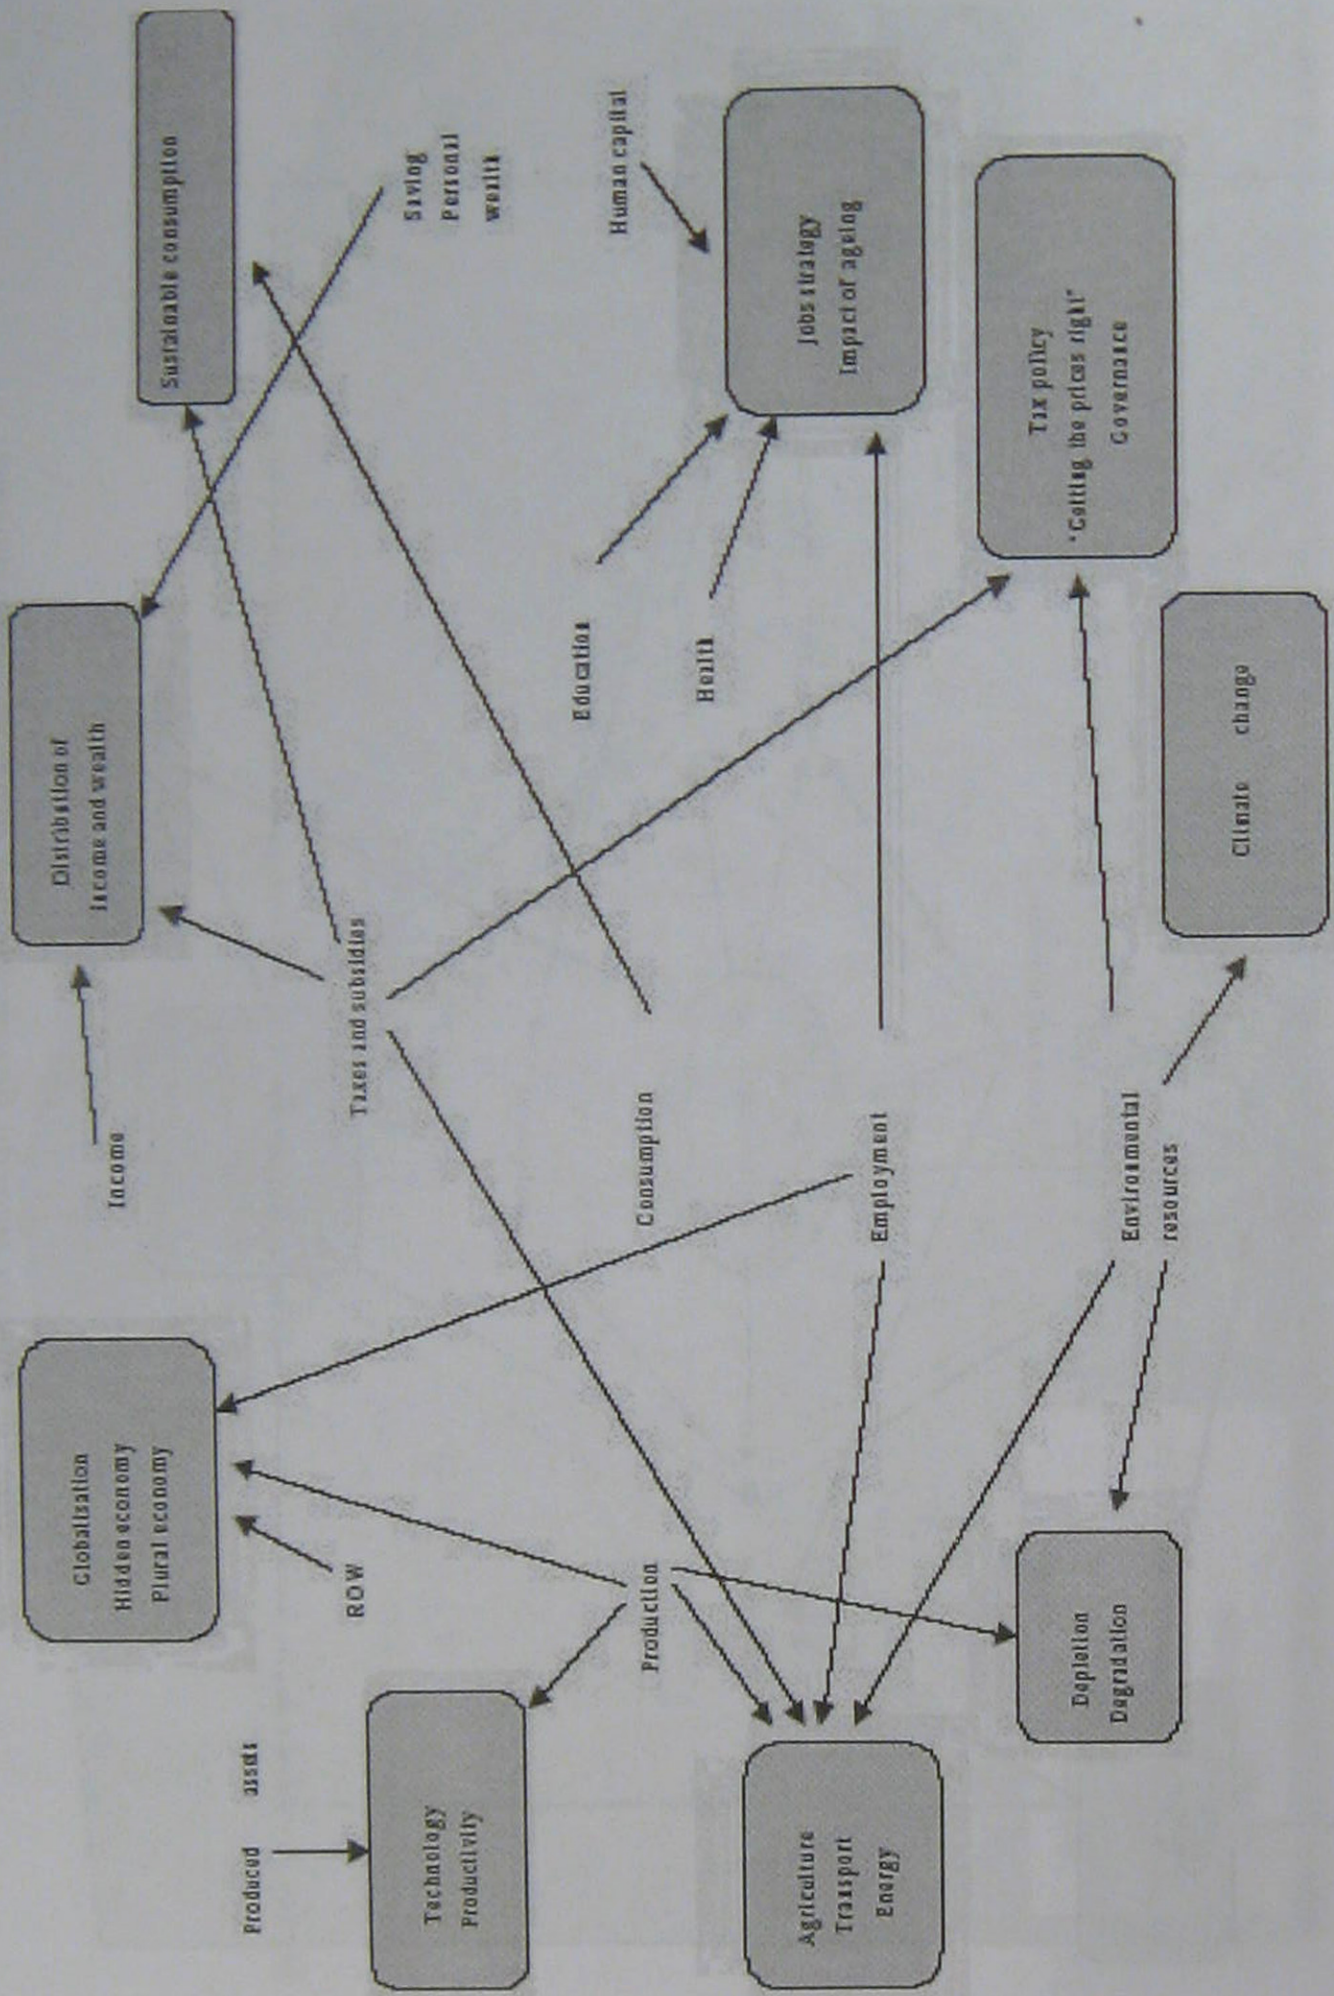 Globalisation
Hidden economy
Plural economy
Income
Distribution of
income and wealth
Sustainable consumption
Produced assets
ROW
Taxes and subsidies
Saving
Personal
wealth
Technology
Productivity
Production
Consumption
Education
Health
Human capital
Employment
Jobs strategy
Impact of ageing
Agriculture
Transport
Energy
Tax policy
"Getting the prices right"
Governance
Depletion
Degradation
Environmental
resources
Climate change